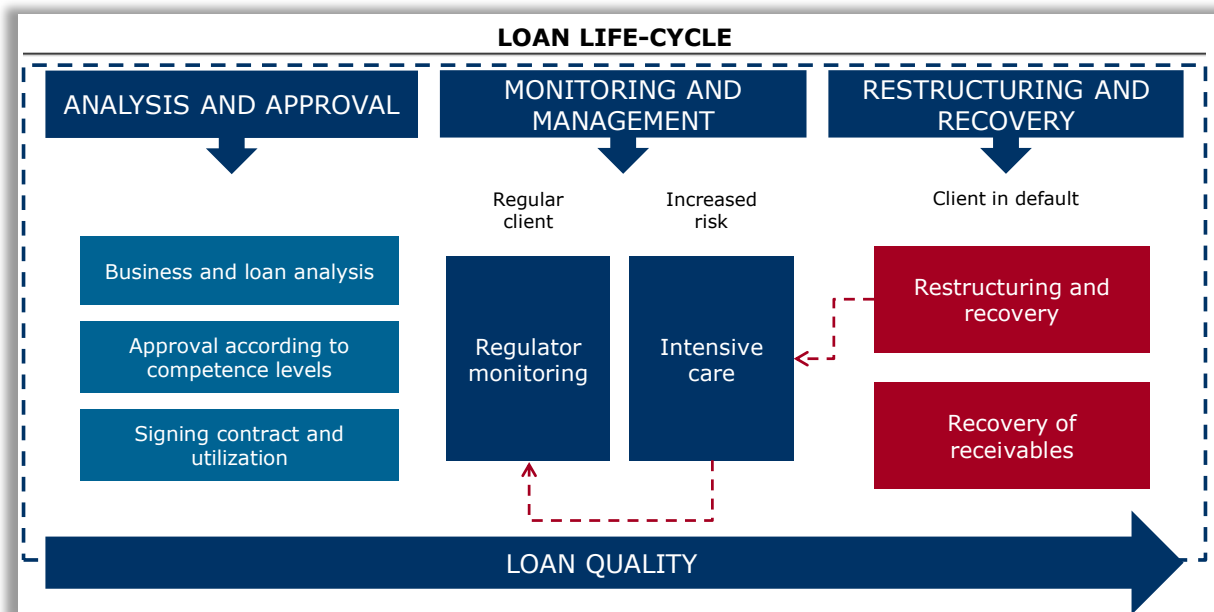 LOAN LIFE-CYCLE
ANALYSIS AND APPROVAL
MONITORING AND
MANAGEMENT
RESTRUCTURING AND
RECOVERY
Regular
client
Increased
risk
Client in default
Business and loan analysis
Approval according to
competence levels
Signing contract and
utilization
Regulator
monitoring
Intensive
care
Restructuring and
recovery
Recovery of
receivables
LOAN QUALITY